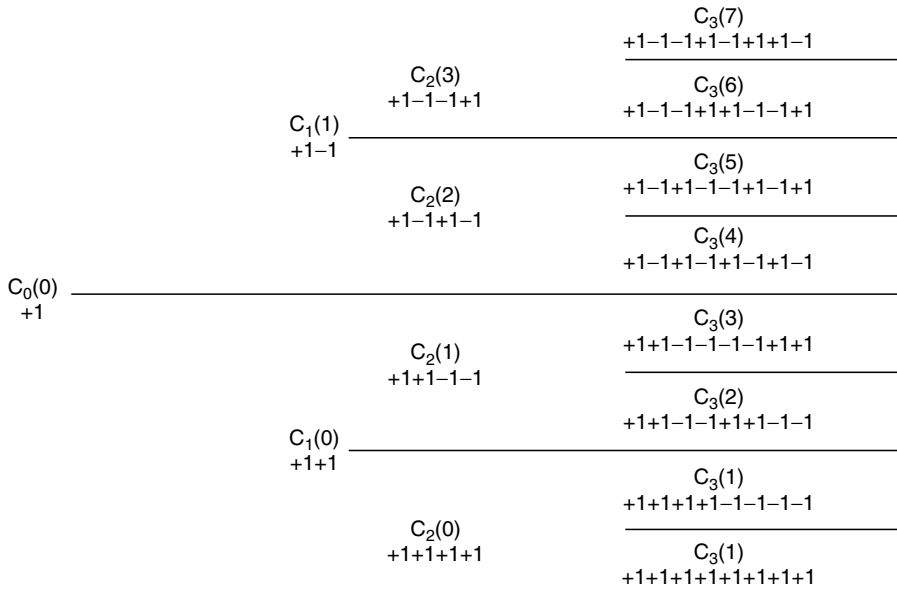 C₃(7)
+1−1−1+1−1+1+1−1
C₂(3)
+1−1−1+1
C₃(6)
+1−1−1+1+1−1−1+1
C₁(1)
+1−1
C₃(5)
+1−1+1−1−1+1−1+1
C₂(2)
+1−1+1−1
C₃(4)
+1−1+1−1+1−1+1−1
C₀(0)
+1
C₃(3)
+1+1−1−1−1−1+1+1
C₂(1)
+1+1−1−1
C₃(2)
+1+1−1−1+1+1−1−1
C₁(0)
+1+1
C₃(1)
+1+1+1+1−1−1−1−1
C₂(0)
+1+1+1+1
C₃(1)
+1+1+1+1+1+1+1+1